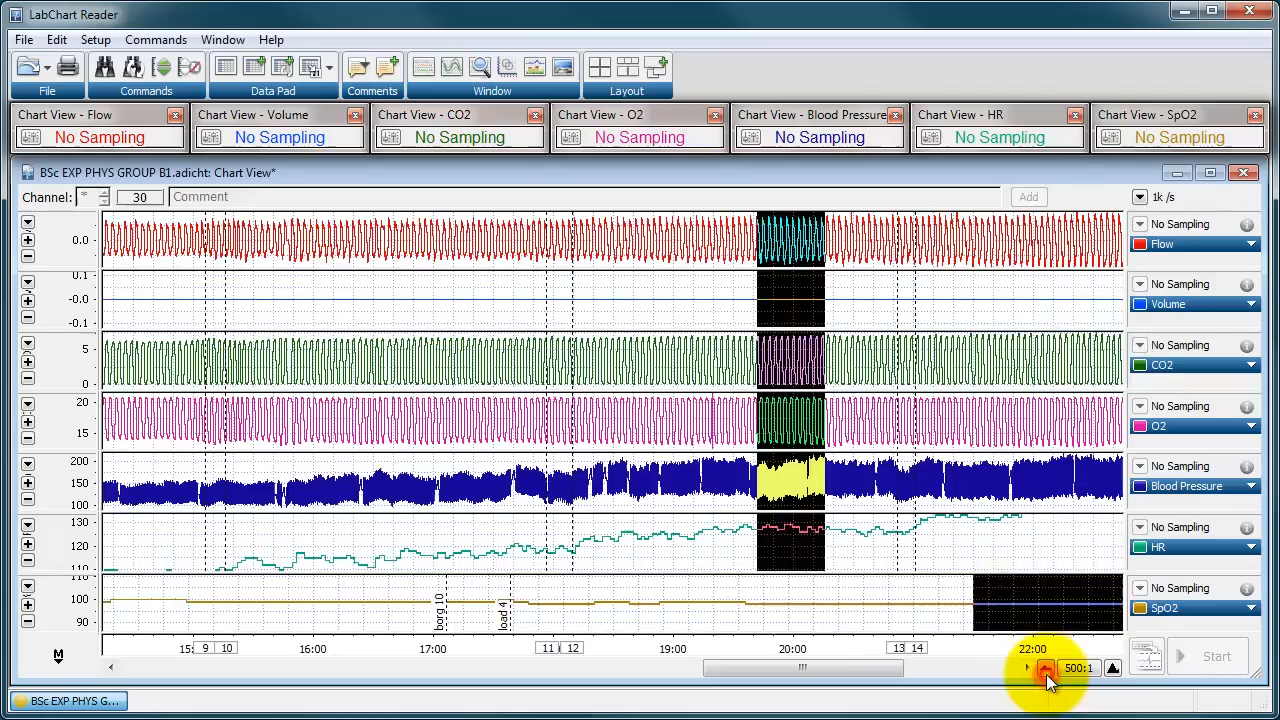 LabChart Reader
File Edit Setup Commands Window Help
File Commands Data Pad Comments Window Layout
Chart View - Flow Chart View - Volume Chart View - CO2 Chart View - O2 Chart View - Blood Pressure Chart View - HR Chart View - SpO2
No Sampling No Sampling No Sampling No Sampling No Sampling No Sampling No Sampling
BSc EXP PHYS GROUP B1.adicht: Chart View*
Channel: * 30 Comment Add 1k /s
No Sampling
0.1 Flow
0.1 No Sampling
-0.0 Volume
-0.1
No Sampling
5 CO2
0
20 No Sampling
15 O2
200 No Sampling
150 Blood Pressure
100
130 No Sampling
120 HR
110
110 No Sampling
100 SpO2
90
borg 10 load 4
15: 9 10 16:00 17:00 11 12 19:00 20:00 13 14 22:00
M 500:1 Start
BSc EXP PHYS G...